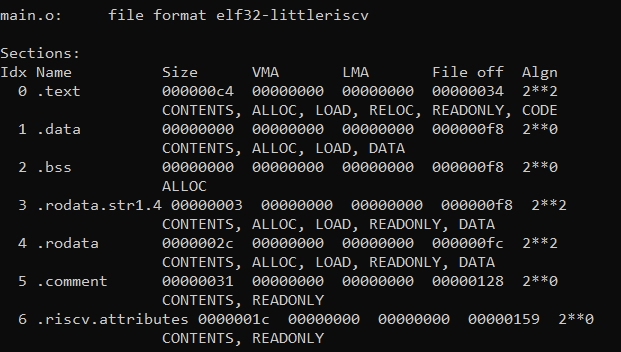 main.o:     file format elf32-littleriscv
Sections:
Idx Name          Size      VMA       LMA       File off  Algn
  0 .text         000000c4  00000000  00000000  00000034  2**2
                  CONTENTS, ALLOC, LOAD, RELOC, READONLY, CODE
  1 .data         00000000  00000000  00000000  000000f8  2**0
                  CONTENTS, ALLOC, LOAD, DATA
  2 .bss          00000000  00000000  00000000  000000f8  2**0
                  ALLOC
  3 .rodata.str1.4 00000003  00000000  00000000  000000f8  2**2
                  CONTENTS, ALLOC, LOAD, READONLY, DATA
  4 .rodata       0000002c  00000000  00000000  000000fc  2**2
                  CONTENTS, ALLOC, LOAD, READONLY, DATA
  5 .comment      00000031  00000000  00000000  00000128  2**0
                  CONTENTS, READONLY
  6 .riscv.attributes 0000001c  00000000  00000000  00000159  2**0
                  CONTENTS, READONLY